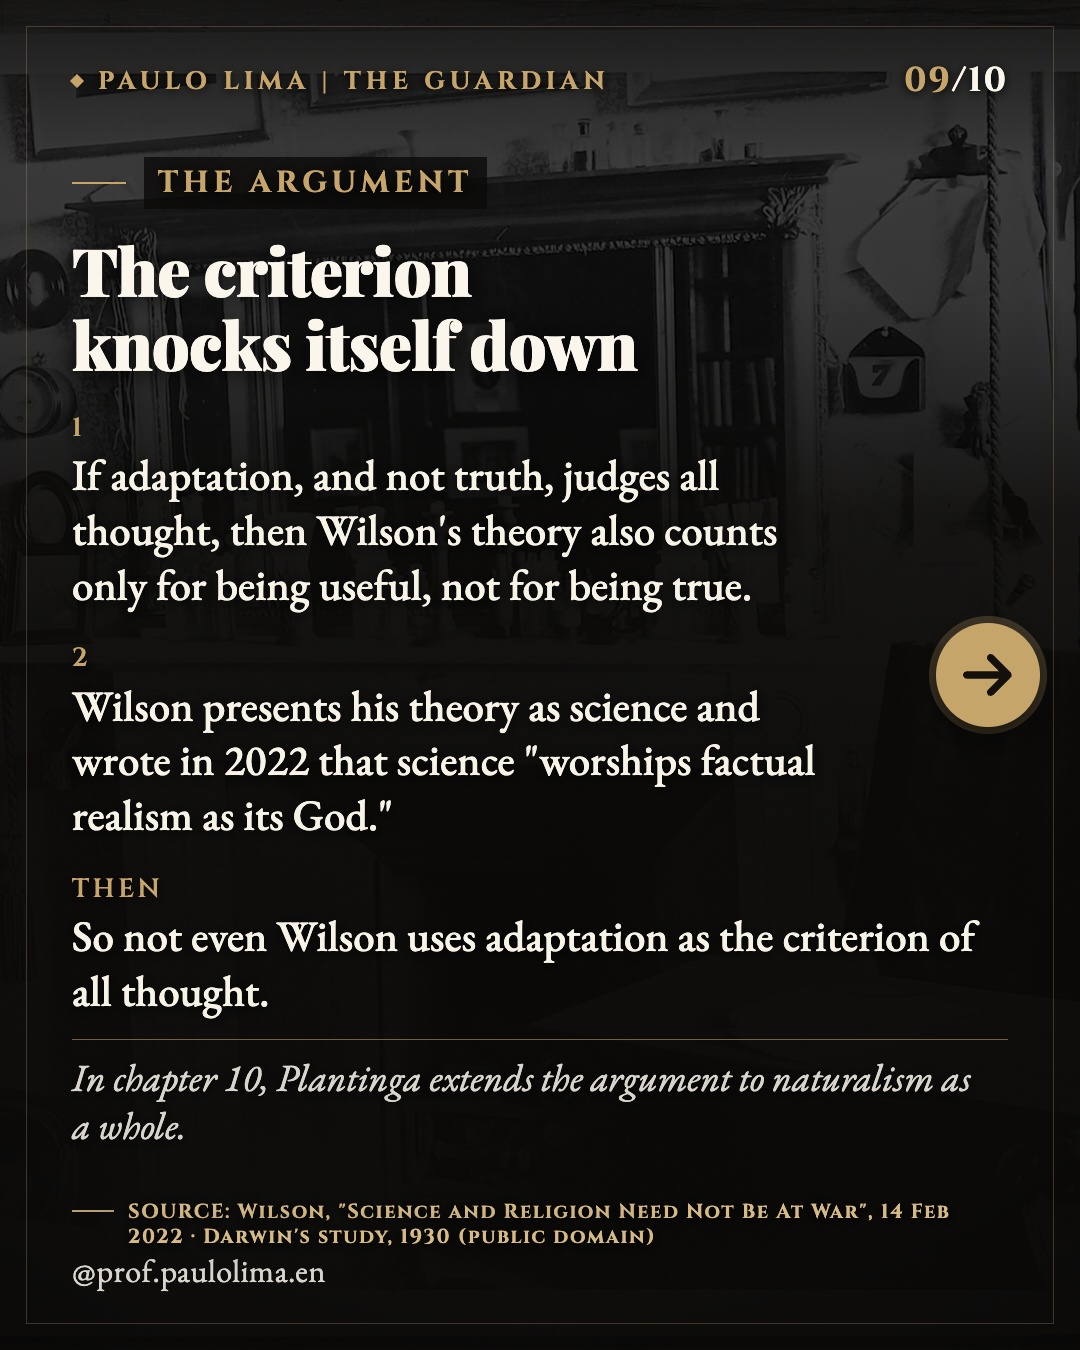 ◆ PAULO LIMA | THE GUARDIAN
09/10
THE ARGUMENT
The criterion
knocks itself down
1
If adaptation, and not truth, judges all
thought, then Wilson's theory also counts
only for being useful, not for being true.
2
Wilson presents his theory as science and
wrote in 2022 that science "worships factual
realism as its God."
THEN
So not even Wilson uses adaptation as the criterion of
all thought.
In chapter 10, Plantinga extends the argument to naturalism as
a whole.
SOURCE: Wilson, "Science and Religion Need Not Be At War", 14 Feb
2022 · Darwin's study, 1930 (public domain)
@prof.paulolima.en
7